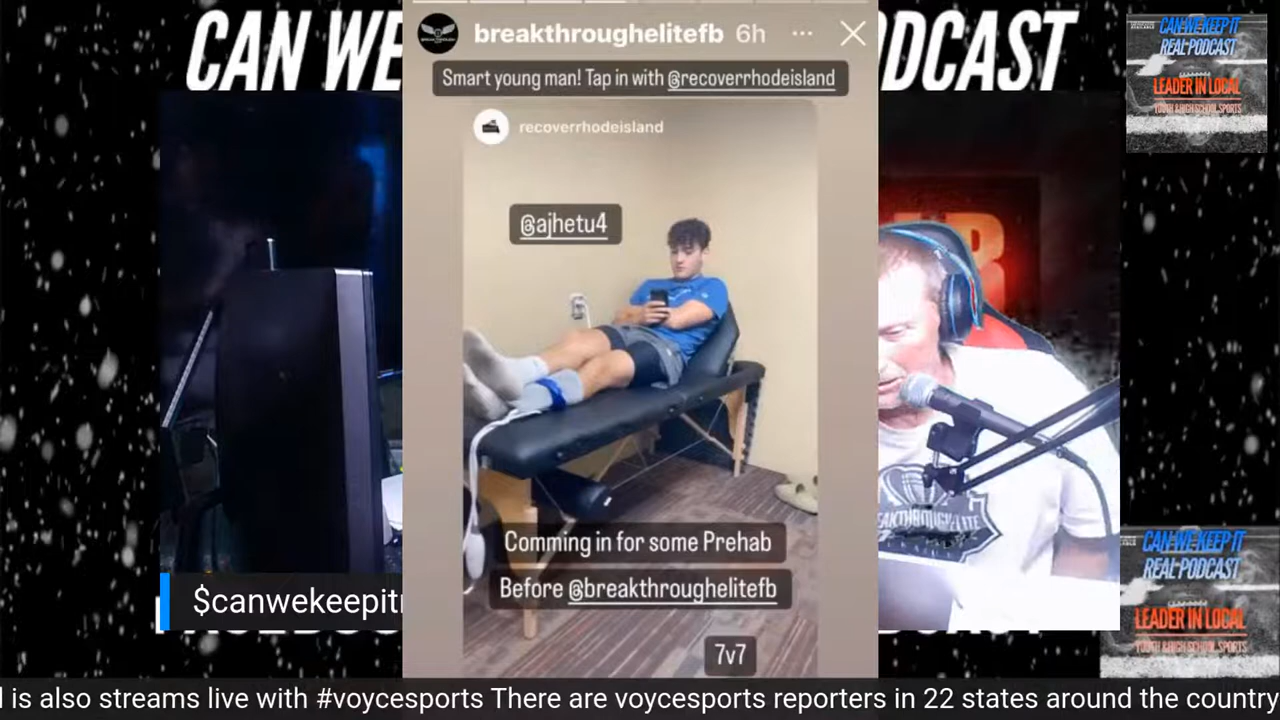 CAN WE
DCAST
breakthroughelitefb 6h
Smart young man! Tap in with @recoverrhodeisland
recoverrhodeisland
@ajhetu4
Comming in for some Prehab
Before @breakthroughelitefb
7v7
$canwekeepit
CAN WE KEEP IT
REAL PODCAST
LEADER IN LOCAL
YOUTH & HIGH SCHOOL SPORTS
BREAKTHROUGH ELITE
CAN WE KEEP IT
REAL PODCAST
LEADER IN LOCAL
YOUTH & HIGH SCHOOL SPORTS
l is also streams live with #voycesports There are voycesports reporters in 22 states around the country